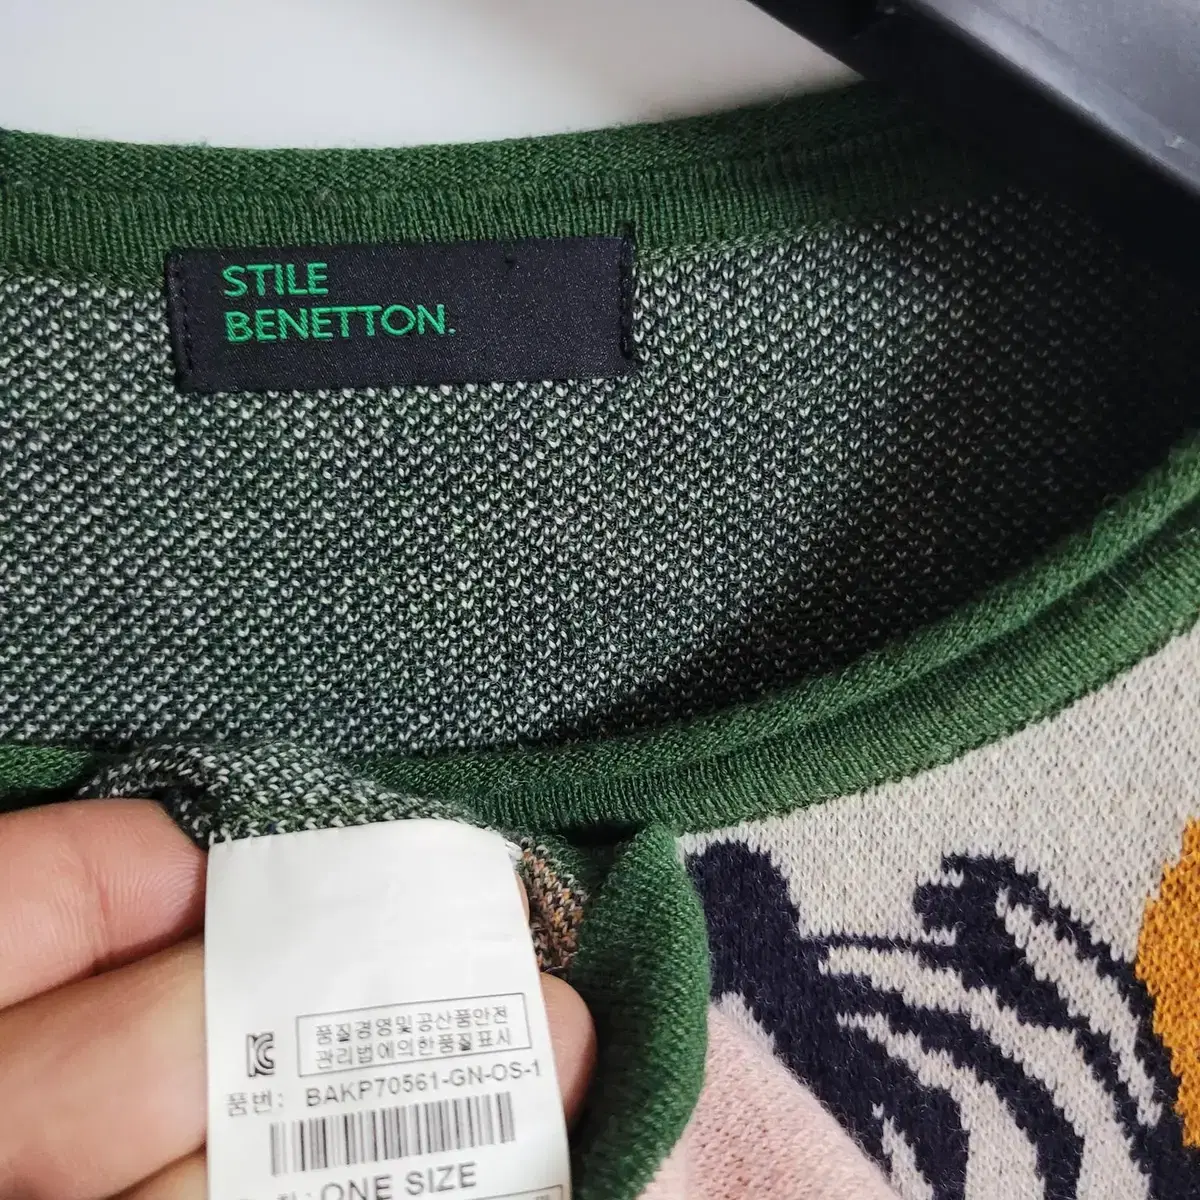 STILE
BENETTON.
품질경영및공산품안전
관리법에의한품질표시
품번: BAKP70561-GN-OS-1
: ONE SIZE